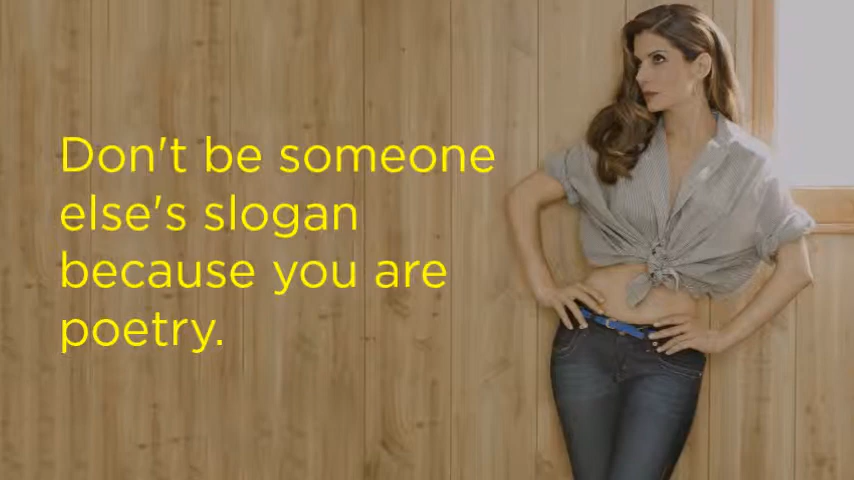 Don't be someone
else's slogan
because you are
poetry.